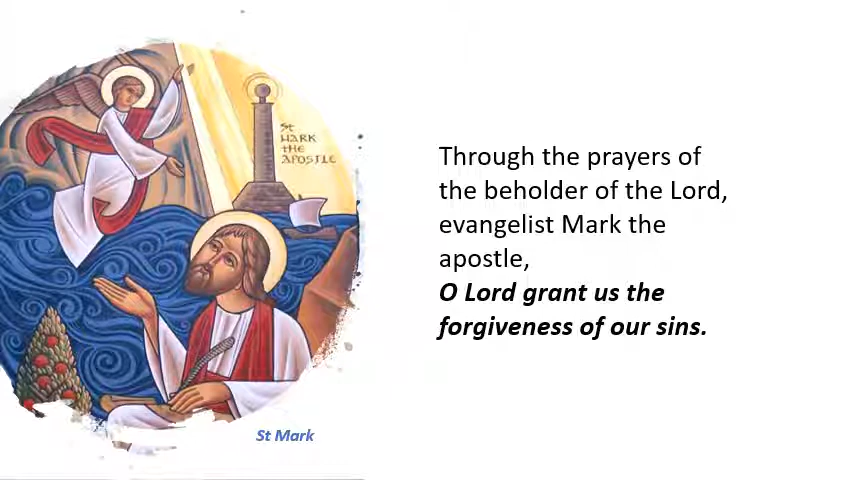 St
MARK
THE
APOSTLE
Through the prayers of
the beholder of the Lord,
evangelist Mark the
apostle,
O Lord grant us the
forgiveness of our sins.
St Mark